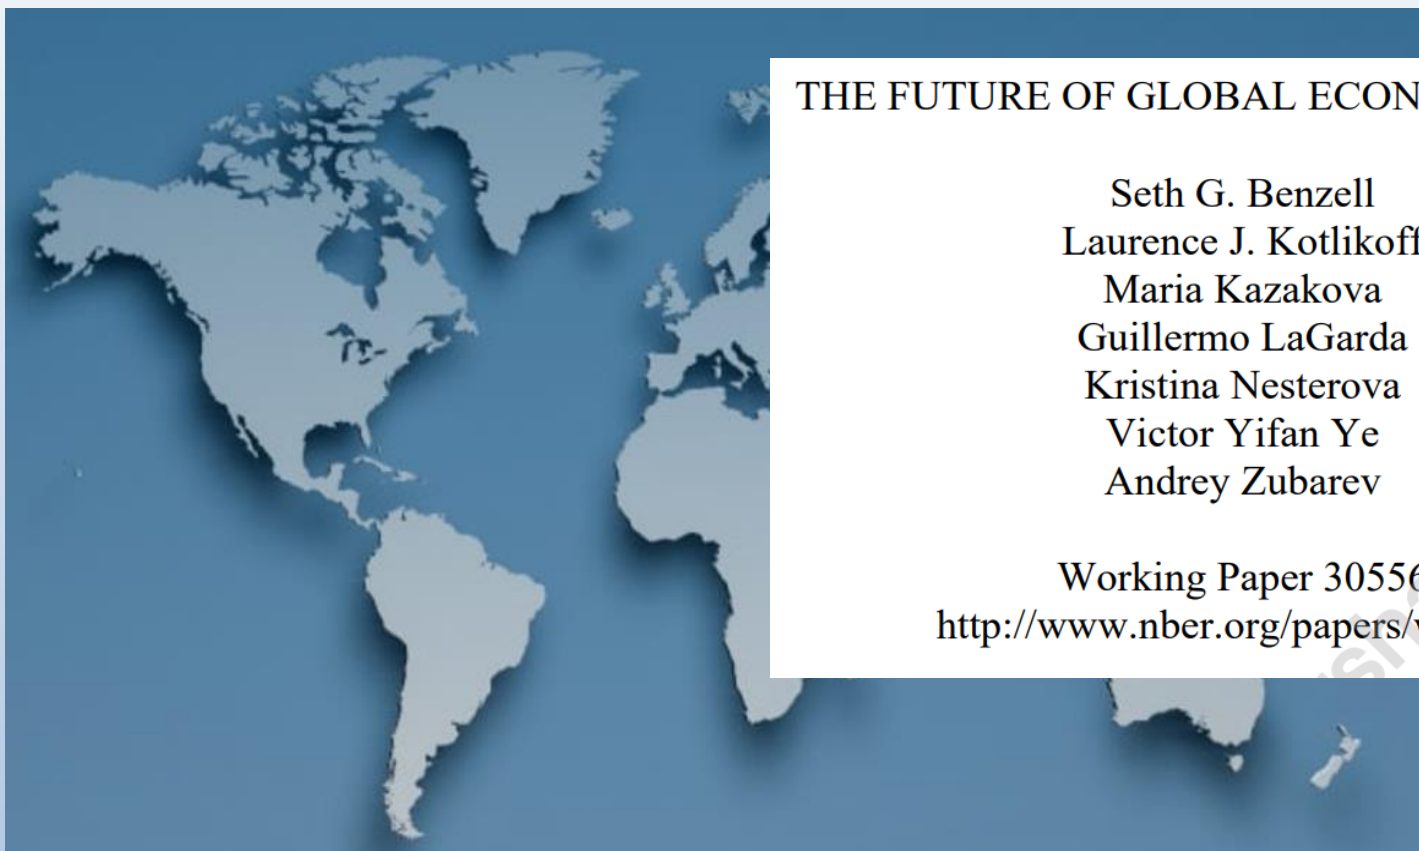 THE FUTURE OF GLOBAL ECON
Seth G. Benzell
Laurence J. Kotlikoff
Maria Kazakova
Guillermo LaGarda
Kristina Nesterova
Victor Yifan Ye
Andrey Zubarev
Working Paper 30556
http://www.nber.org/papers/